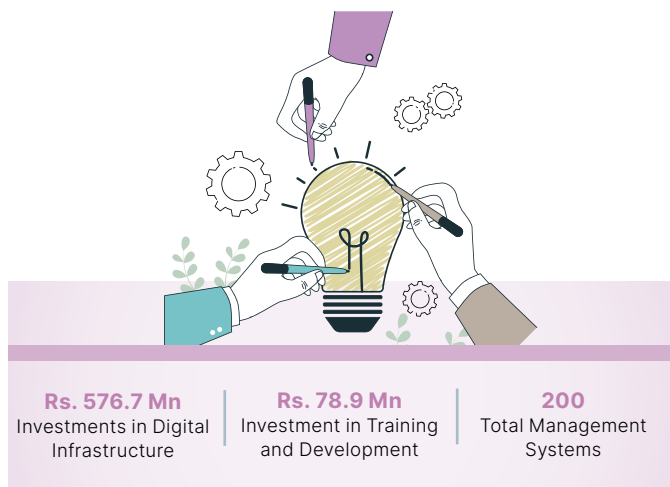 Rs. 576.7 Mn
Investments in Digital
Infrastructure
Rs. 78.9 Mn
Investment in Training
and Development
200
Total Management
Systems